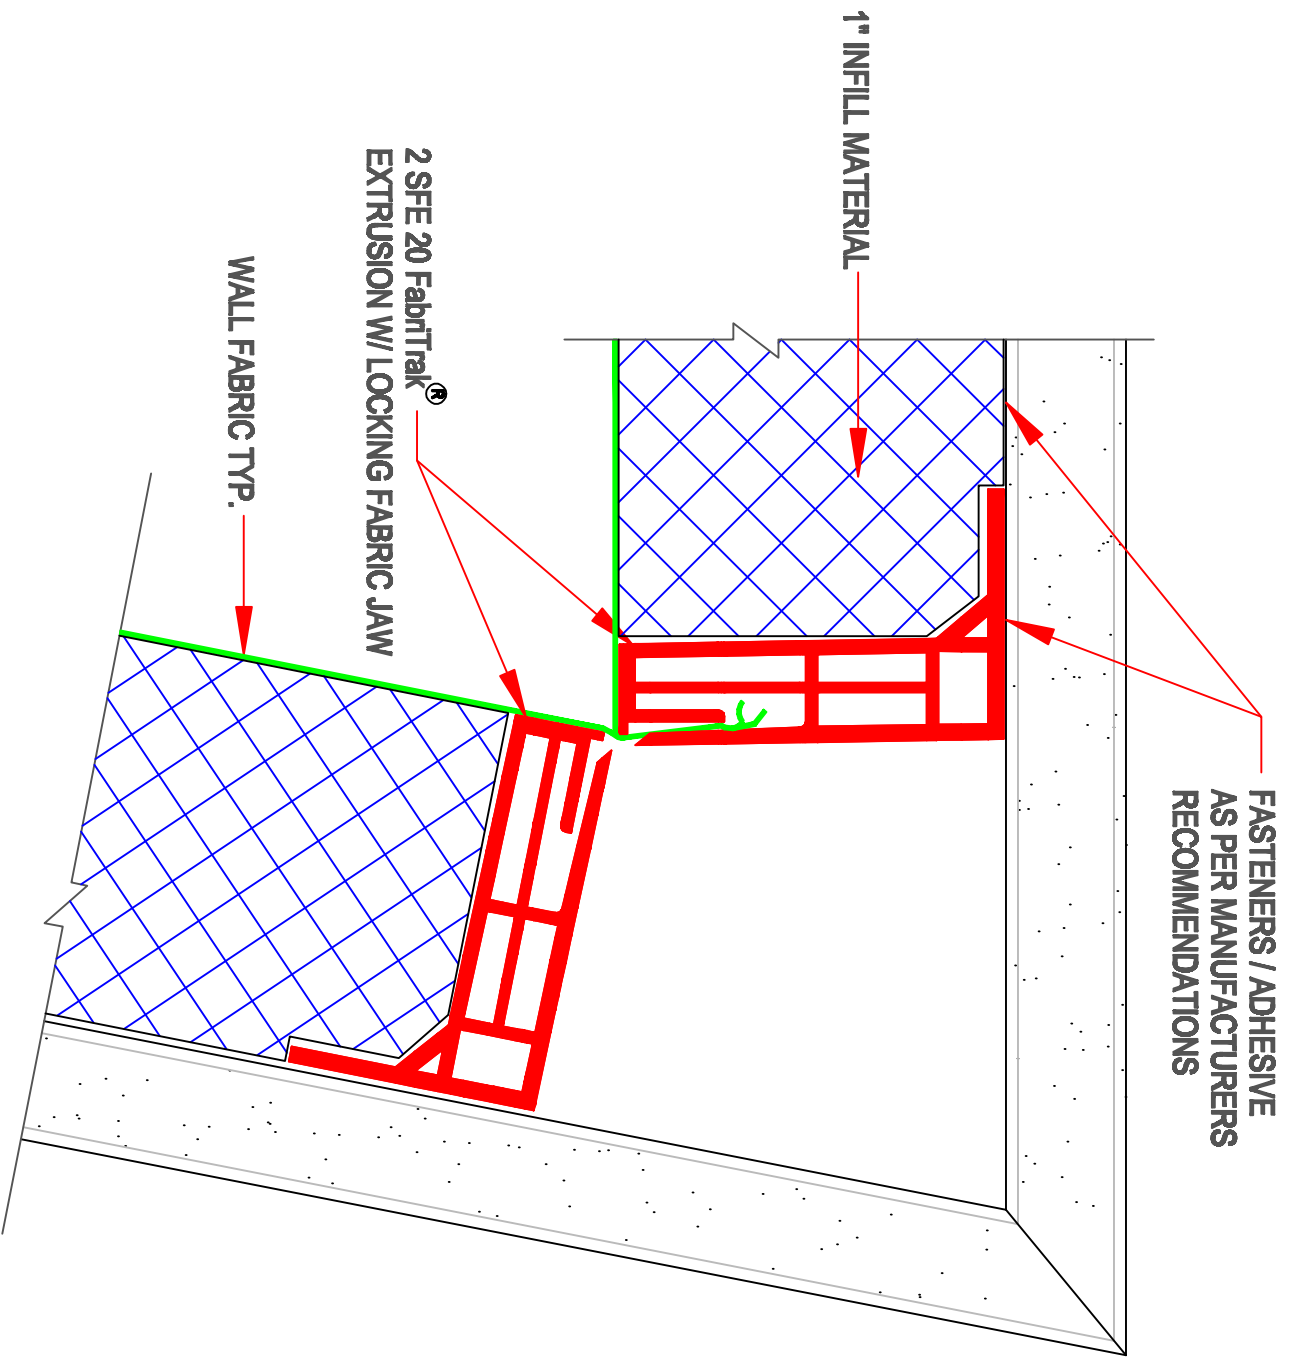 FASTENERS / ADHESIVE
AS PER MANUFACTURERS
RECOMMENDATIONS
1" INFILL MATERIAL
2 SFE 20 FabriTrak®
EXTRUSION W/ LOCKING FABRIC JAW
WALL FABRIC TYP.